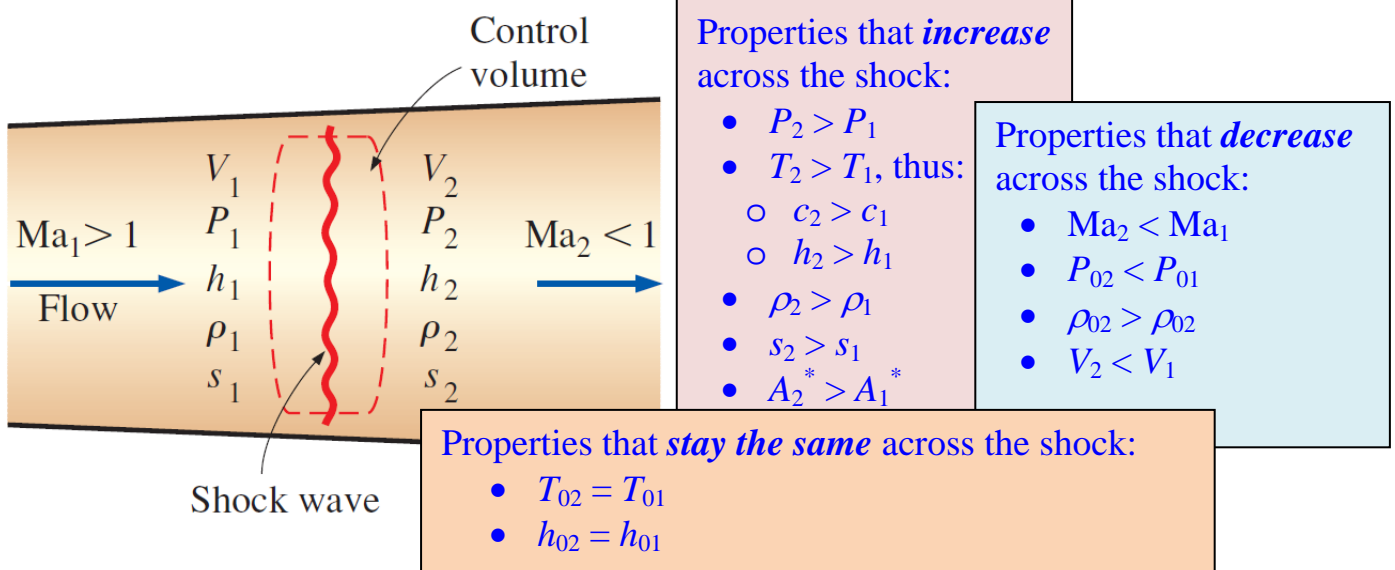 Control
volume
V₁
P₁
h₁
ρ₁
s₁
V₂
P₂
h₂
ρ₂
s₂
Ma₁> 1
Flow
Ma₂ < 1
Shock wave
Properties that increase
across the shock:
• P₂ > P₁
• T₂ > T₁, thus:
o c₂ > c₁
o h₂ > h₁
• ρ₂ > ρ₁
• s₂ > s₁
• A₂* > A₁*
Properties that decrease
across the shock:
• Ma₂ < Ma₁
• P₀₂ < P₀₁
• ρ₀₂ > ρ₀₂
• V₂ < V₁
Properties that stay the same across the shock:
• T₀₂ = T₀₁
• h₀₂ = h₀₁